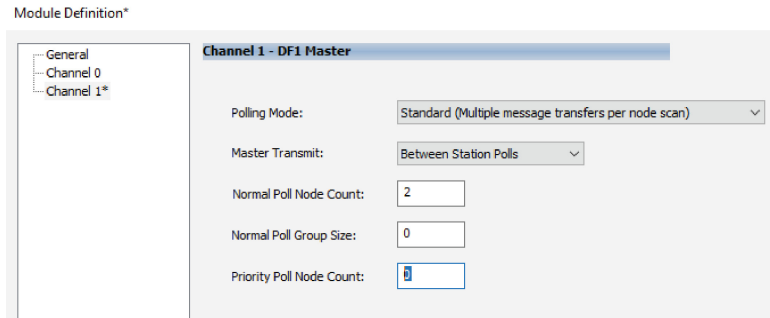 Module Definition*
General
Channel 0
Channel 1*
Channel 1 - DF1 Master
Polling Mode: Standard (Multiple message transfers per node scan)
Master Transmit: Between Station Polls
Normal Poll Node Count: 2
Normal Poll Group Size: 0
Priority Poll Node Count: 0